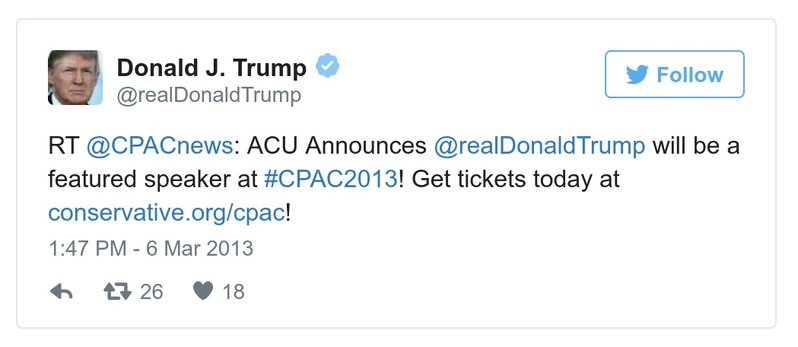 Donald J. Trump
@realDonaldTrump
Follow
RT @CPACnews: ACU Announces @realDonaldTrump will be a
featured speaker at #CPAC2013! Get tickets today at
conservative.org/cpac!
1:47 PM - 6 Mar 2013
26 18